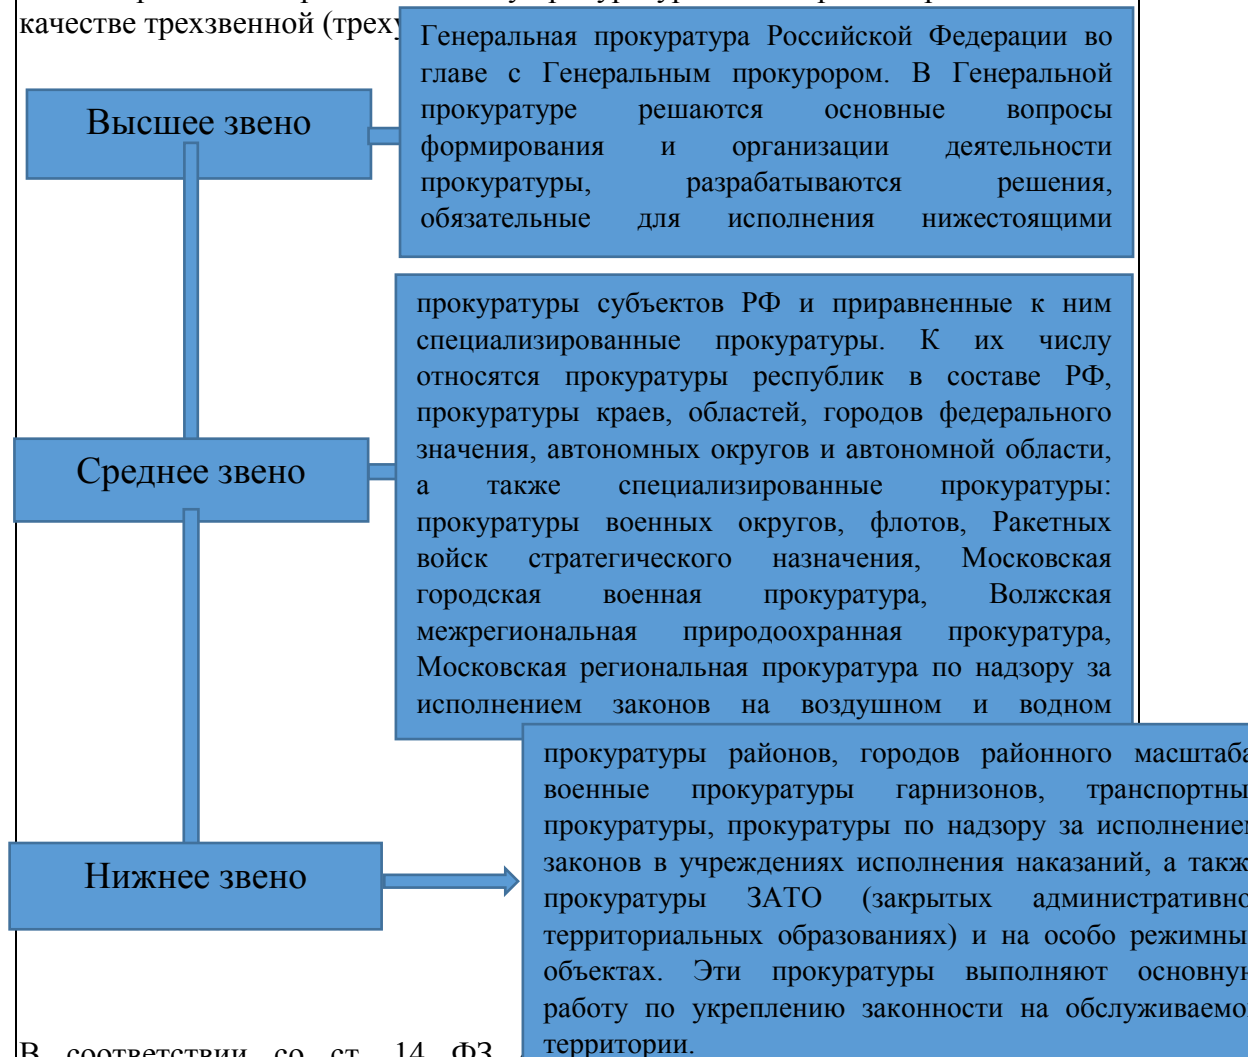 качестве трехзвенной
Высшее звено
Генеральная прокуратура Российской Федерации во
главе с Генеральным прокурором. В Генеральной
прокуратуре решаются основные вопросы
формирования и организации деятельности
прокуратуры, разрабатываются решения,
обязательные для исполнения нижестоящими
Среднее звено
прокуратуры субъектов РФ и приравненные к ним
специализированные прокуратуры. К их числу
относятся прокуратуры республик в составе РФ,
прокуратуры краев, областей, городов федерального
значения, автономных округов и автономной области,
а также специализированные прокуратуры:
прокуратуры военных округов, флотов, Ракетных
войск стратегического назначения, Московская
городская военная прокуратура, Волжская
межрегиональная природоохранная прокуратура,
Московская региональная прокуратура по надзору за
исполнением законов на воздушном и водном
Нижнее звено
прокуратуры районов, городов районного масштаба
военные прокуратуры гарнизонов, транспортны
прокуратуры, прокуратуры по надзору за исполнением
законов в учреждениях исполнения наказаний, а такж
прокуратуры ЗАТО (закрытых административно
территориальных образованиях) и на особо режимны
объектах. Эти прокуратуры выполняют основную
работу по укреплению законности на обслуживаемо
территории.
В соответствии со ст. 14 ФЗ